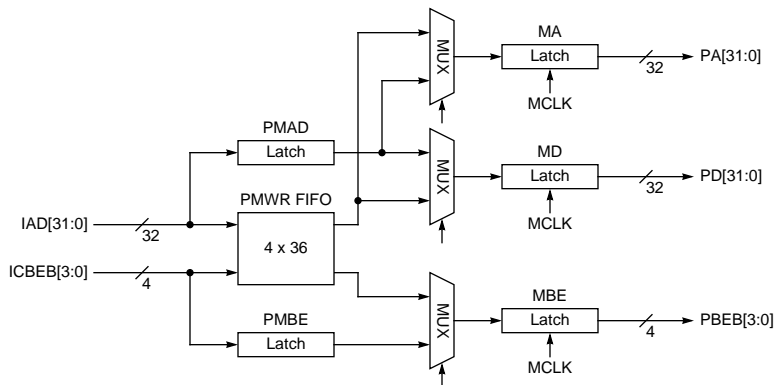 MA
MUX
Latch
PA[31:0]
32
MCLK
PMAD
Latch
MD
MUX
Latch
PD[31:0]
32
MCLK
PMWR FIFO
IAD[31:0]
32
4 x 36
ICBEB[3:0]
4
MBE
MUX
Latch
PBEB[3:0]
4
MCLK
PMBE
Latch